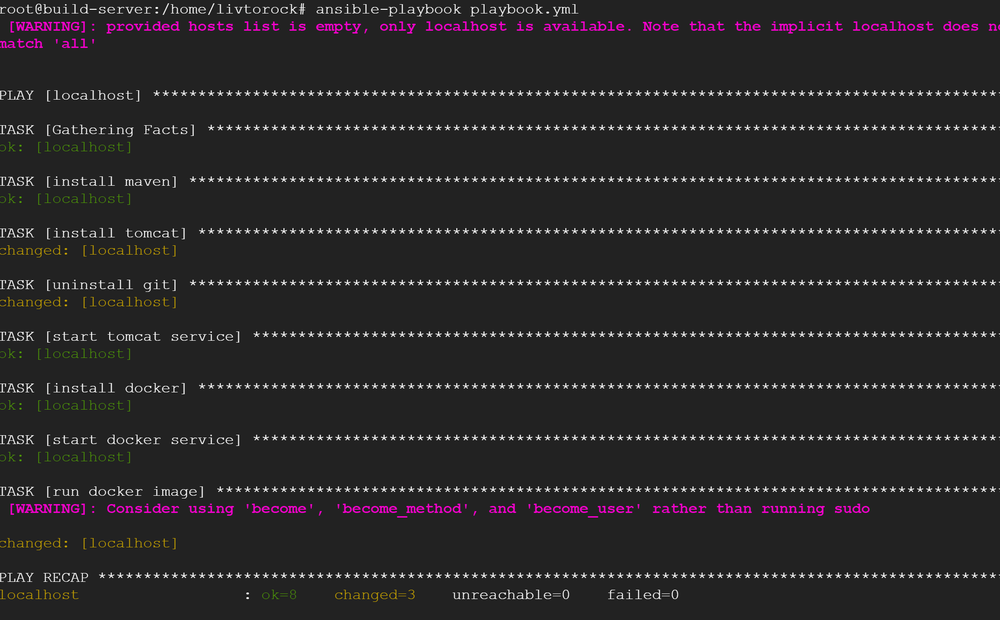 root@build-server:/home/livtorock# ansible-playbook playbook.yml
[WARNING]: provided hosts list is empty, only localhost is available. Note that the implicit localhost does
match 'all'
PLAY [localhost] *********************************************************************************************
TASK [Gathering Facts] ***************************************************************************************
ok: [localhost]
TASK [install maven] *****************************************************************************************
ok: [localhost]
TASK [install tomcat] ****************************************************************************************
changed: [localhost]
TASK [uninstall git] *****************************************************************************************
changed: [localhost]
TASK [start tomcat service] **********************************************************************************
ok: [localhost]
TASK [install docker] ****************************************************************************************
ok: [localhost]
TASK [start docker service] **********************************************************************************
ok: [localhost]
TASK [run docker image] **************************************************************************************
[WARNING]: Consider using 'become', 'become_method', and 'become_user' rather than running sudo
changed: [localhost]
PLAY RECAP ***************************************************************************************************
localhost : ok=8 changed=3 unreachable=0 failed=0